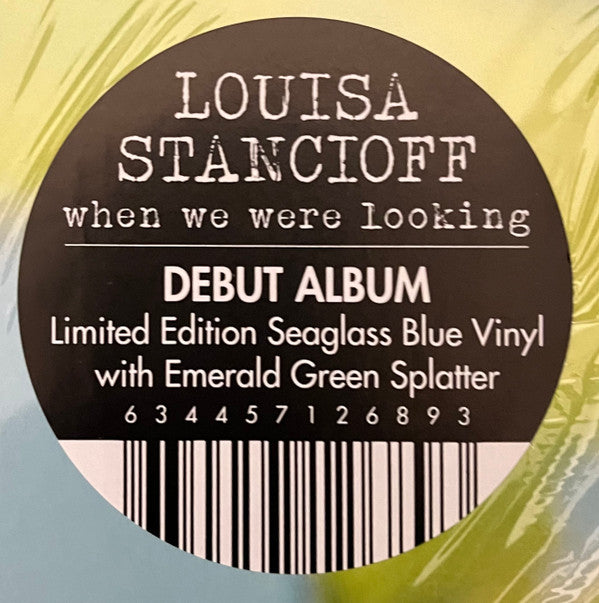 LOUISA
STANCIOFF
when we were looking
DEBUT ALBUM
Limited Edition Seaglass Blue Vinyl
with Emerald Green Splatter
6 3 4 4 5 7 1 2 6 8 9 3